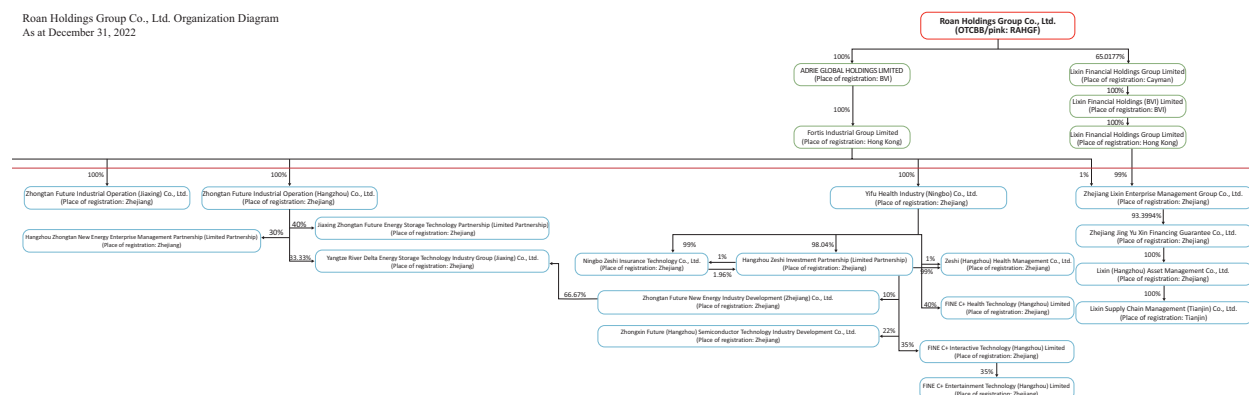 Roan Holdings Group Co., Ltd. Organization Diagram
As at December 31, 2022
Roan Holdings Group Co., Ltd.
(OTCBB/pink: RAHGF)
100%
65.0177%
ADRIE GLOBAL HOLDINGS LIMITED
(Place of registration: BVI)
Lixin Financial Holdings Group Limited
(Place of registration: Cayman)
100%
Lixin Financial Holdings (BVI) Limited
(Place of registration: BVI)
100%
100%
Fortis Industrial Group Limited
(Place of registration: Hong Kong)
Lixin Financial Holdings Group Limited
(Place of registration: Hong Kong)
100%
100%
100%
1%
99%
Zhongtan Future Industrial Operation (Jiaxing) Co., Ltd.
(Place of registration: Zhejiang)
Zhongtan Future Industrial Operation (Hangzhou) Co., Ltd.
(Place of registration: Zhejiang)
Yifu Health Industry (Ningbo) Co., Ltd.
(Place of registration: Zhejiang)
Zhejiang Lixin Enterprise Management Group Co., Ltd.
(Place of registration: Zhejiang)
93.3994%
40%
Jiaxing Zhongtan Future Energy Storage Technology Partnership (Limited Partnership)
(Place of registration: Zhejiang)
30%
Hangzhou Zhongtan New Energy Enterprise Management Partnership (Limited Partnership)
(Place of registration: Zhejiang)
Zhejiang Jing Yu Xin Financing Guarantee Co., Ltd.
(Place of registration: Zhejiang)
33.33%
Yangtze River Delta Energy Storage Technology Industry Group (Jiaxing) Co., Ltd.
(Place of registration: Zhejiang)
99%
98.04%
100%
Ningbo Zeshi Insurance Technology Co., Ltd.
(Place of registration: Zhejiang)
1%
1.96%
Hangzhou Zeshi Investment Partnership (Limited Partnership)
(Place of registration: Zhejiang)
1%
99%
Zeshi (Hangzhou) Health Management Co., Ltd.
(Place of registration: Zhejiang)
Lixin (Hangzhou) Asset Management Co., Ltd.
(Place of registration: Zhejiang)
100%
66.67%
Zhongtan Future New Energy Industry Development (Zhejiang) Co., Ltd.
(Place of registration: Zhejiang)
10%
40%
FINE C+ Health Technology (Hangzhou) Limited
(Place of registration: Zhejiang)
Lixin Supply Chain Management (Tianjin) Co., Ltd.
(Place of registration: Tianjin)
Zhongxin Future (Hangzhou) Semiconductor Technology Industry Development Co., Ltd.
(Place of registration: Zhejiang)
22%
35%
FINE C+ Interactive Technology (Hangzhou) Limited
(Place of registration: Zhejiang)
35%
FINE C+ Entertainment Technology (Hangzhou) Limited
(Place of registration: Zhejiang)